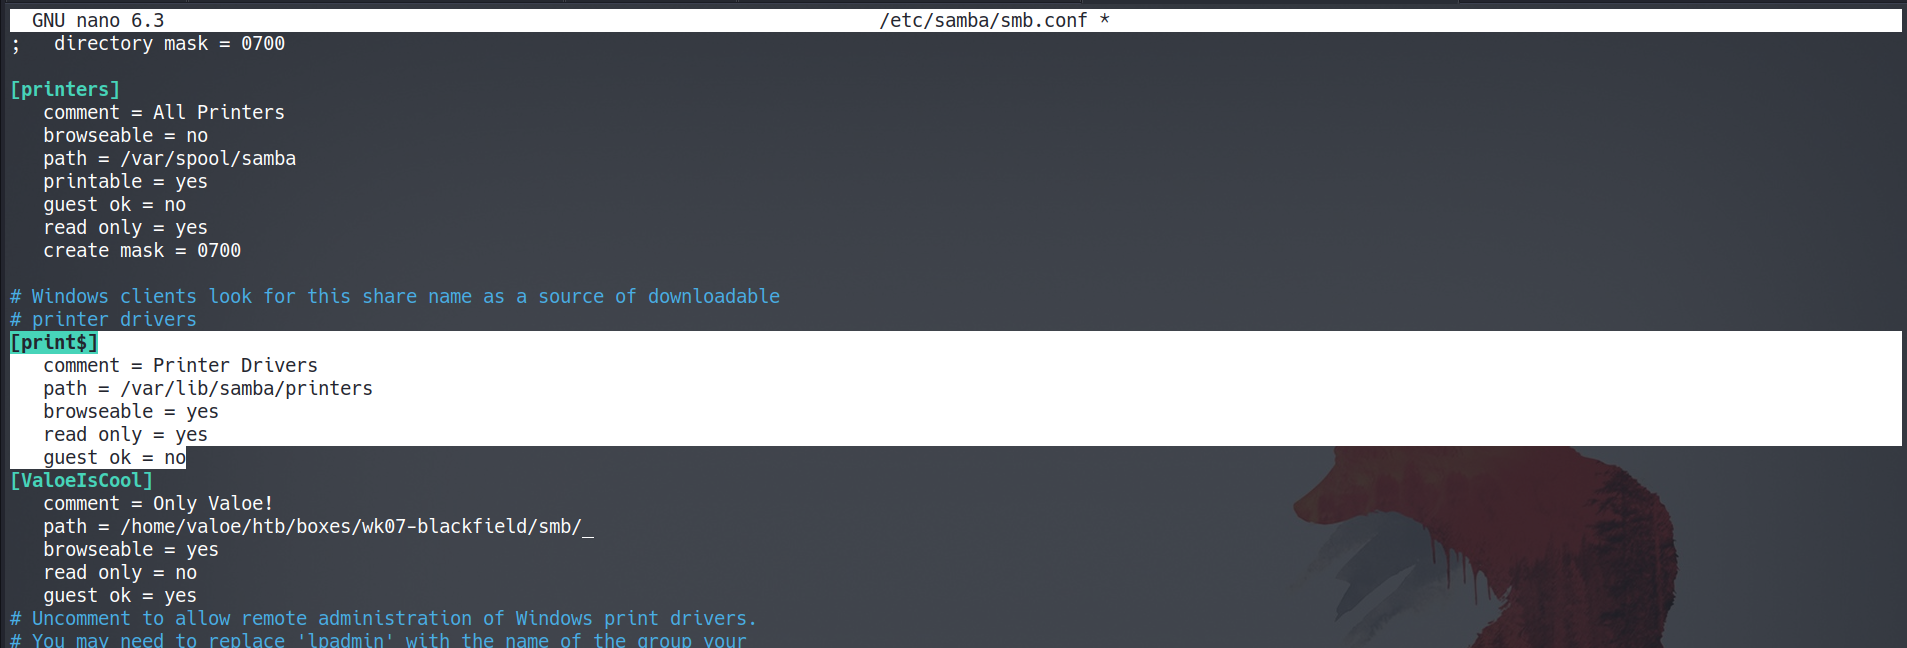 GNU nano 6.3 /etc/samba/smb.conf *
;   directory mask = 0700
[printers]
   comment = All Printers
   browseable = no
   path = /var/spool/samba
   printable = yes
   guest ok = no
   read only = yes
   create mask = 0700
# Windows clients look for this share name as a source of downloadable
# printer drivers
[print$]
   comment = Printer Drivers
   path = /var/lib/samba/printers
   browseable = yes
   read only = yes
   guest ok = no
[ValoeIsCool]
   comment = Only Valoe!
   path = /home/valoe/htb/boxes/wk07-blackfield/smb/_
   browseable = yes
   read only = no
   guest ok = yes
# Uncomment to allow remote administration of Windows print drivers.
# You may need to replace 'lpadmin' with the name of the group your